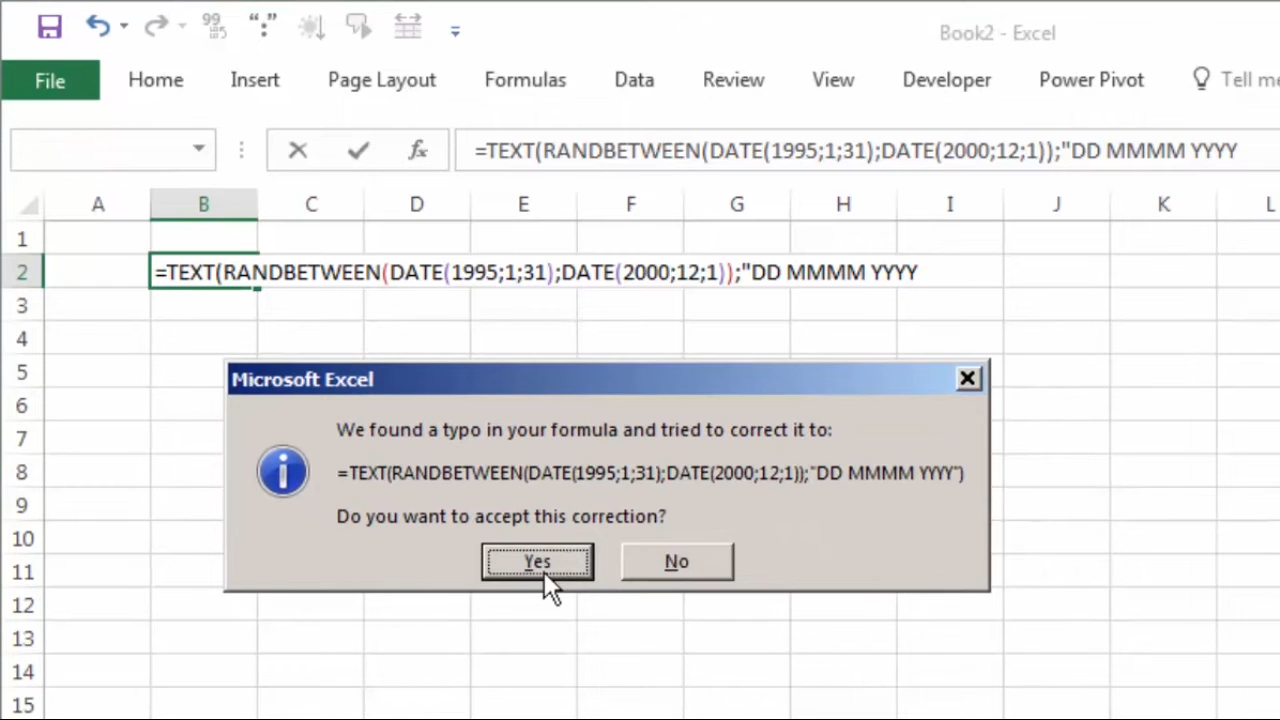 Book2 - Excel
File Home Insert Page Layout Formulas Data Review View Developer Power Pivot Tell me
=TEXT(RANDBETWEEN(DATE(1995;1;31);DATE(2000;12;1));"DD MMMM YYYY
A B C D E F G H I J K L
1
2 =TEXT(RANDBETWEEN(DATE(1995;1;31);DATE(2000;12;1));"DD MMMM YYYY
3
4
5
Microsoft Excel
6
We found a typo in your formula and tried to correct it to:
7
8 =TEXT(RANDBETWEEN(DATE(1995;1;31);DATE(2000;12;1));"DD MMMM YYYY")
9
Do you want to accept this correction?
10
11 Yes No
12
13
14
15